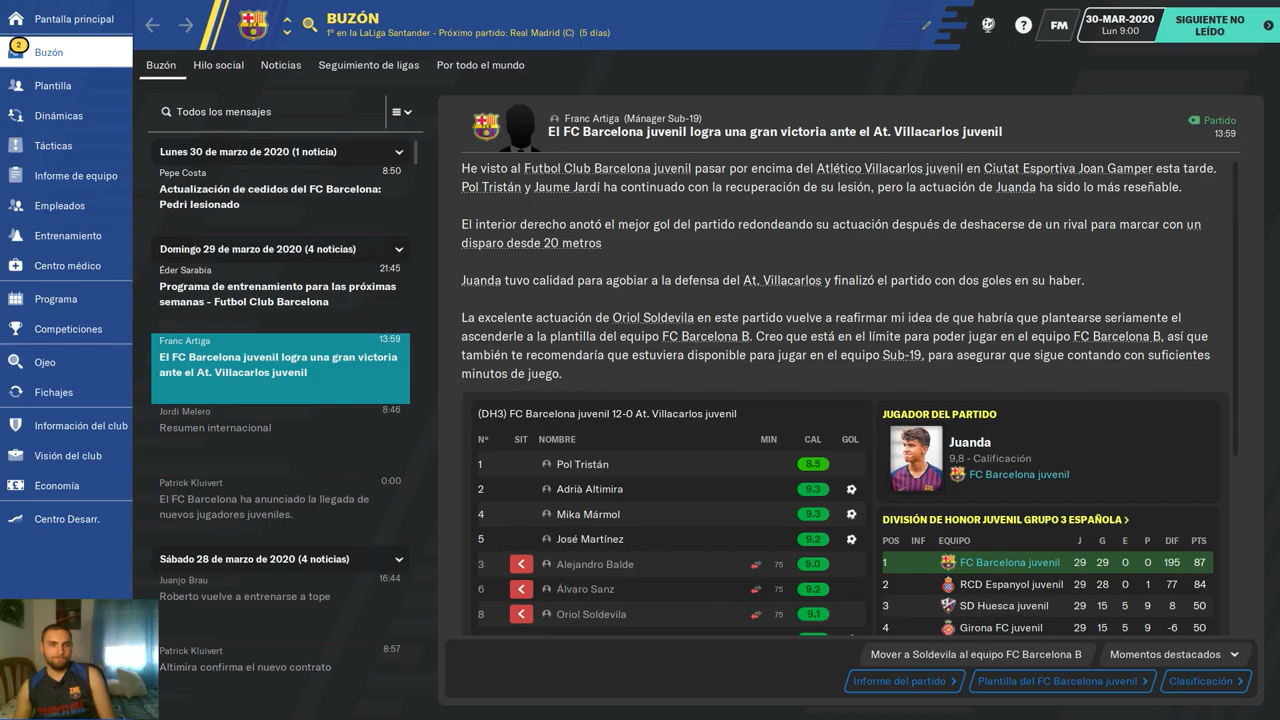 Pantalla principal
2
Buzón
Plantilla
Dinámicas
Tácticas
Informe de equipo
Empleados
Entrenamiento
Centro médico
Programa
Competiciones
Ojeo
Fichajes
Información del club
Visión del club
Economía
Centro Desarr.
BUZÓN
1º en la LaLiga Santander - Próximo partido: Real Madrid (C) (5 días)
?
FM
30-MAR-2020
Lun 9:00
SIGUIENTE NO
LEÍDO
Buzón
Hilo social
Noticias
Seguimiento de ligas
Por todo el mundo
Todos los mensajes
Lunes 30 de marzo de 2020 (1 noticia)
Pepe Costa 8:50
Actualización de cedidos del FC Barcelona:
Pedri lesionado
Domingo 29 de marzo de 2020 (4 noticias)
Éder Sarabia 21:45
Programa de entrenamiento para las próximas
semanas - Futbol Club Barcelona
Franc Artiga 13:59
El FC Barcelona juvenil logra una gran victoria
ante el At. Villacarlos juvenil
Jordi Melero 8:46
Resumen internacional
Patrick Kluivert 0:00
El FC Barcelona ha anunciado la llegada de
nuevos jugadores juveniles.
Sábado 28 de marzo de 2020 (4 noticias)
Juanjo Brau 16:44
Roberto vuelve a entrenarse a tope
Patrick Kluivert 8:57
Altimira confirma el nuevo contrato
Franc Artiga (Mánager Sub-19)
El FC Barcelona juvenil logra una gran victoria ante el At. Villacarlos juvenil
Partido
13:59
He visto al Futbol Club Barcelona juvenil pasar por encima del Atlético Villacarlos juvenil en Ciutat Esportiva Joan Gamper esta tarde.
Pol Tristán y Jaume Jardí ha continuado con la recuperación de su lesión, pero la actuación de Juanda ha sido lo más reseñable.
El interior derecho anotó el mejor gol del partido redondeando su actuación después de deshacerse de un rival para marcar con un
disparo desde 20 metros
Juanda tuvo calidad para agobiar a la defensa del At. Villacarlos y finalizó el partido con dos goles en su haber.
La excelente actuación de Oriol Soldevila en este partido vuelve a reafirmar mi idea de que habría que plantearse seriamente el
ascenderle a la plantilla del equipo FC Barcelona B. Creo que está en el límite para poder jugar en el equipo FC Barcelona B, así que
también te recomendaría que estuviera disponible para jugar en el equipo Sub-19, para asegurar que sigue contando con suficientes
minutos de juego.
(DH3) FC Barcelona juvenil 12-0 At. Villacarlos juvenil
Nº SIT NOMBRE MIN CAL GOL
1 Pol Tristán 8.5
2 Adrià Altimira 9.3
4 Mika Mármol 9.3
5 José Martínez 9.2
3 Alejandro Balde 75 9.0
6 Álvaro Sanz 75 9.2
8 Oriol Soldevila 75 9.1
JUGADOR DEL PARTIDO
Juanda
9,8 - Calificación
FC Barcelona juvenil
DIVISIÓN DE HONOR JUVENIL GRUPO 3 ESPAÑOLA >
POS INF EQUIPO J G E P DIF PTS
1 FC Barcelona juvenil 29 29 0 0 195 87
2 RCD Espanyol juvenil 29 28 0 1 77 84
3 SD Huesca juvenil 29 15 5 9 8 50
4 Girona FC juvenil 29 15 5 9 -6 50
Mover a Soldevila al equipo FC Barcelona B
Momentos destacados
Informe del partido >
Plantilla del FC Barcelona juvenil >
Clasificación >